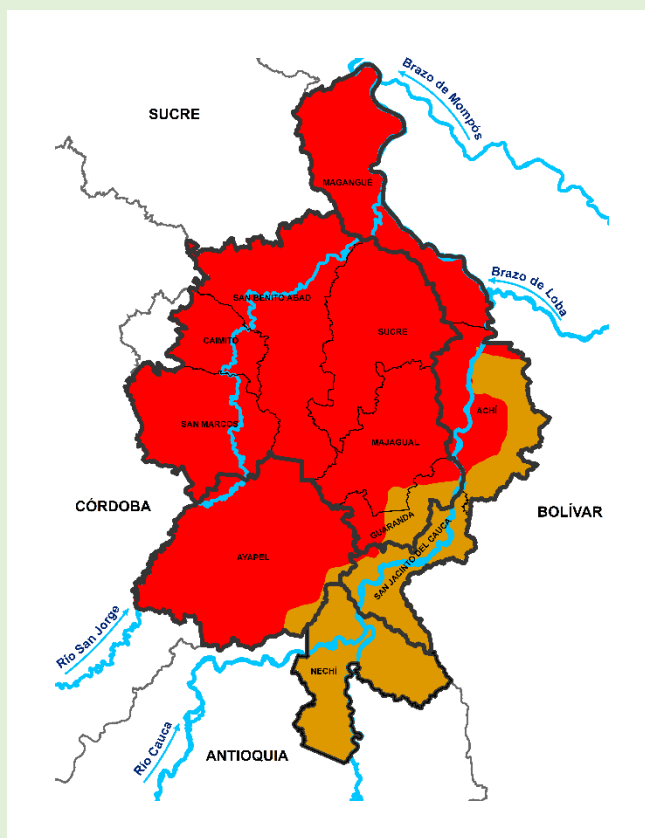 Brazo de Mompós
SUCRE
MAGANGUÉ
Brazo de Loba
SAN BENITO ABAD
SUCRE
CAIMITO
ACHÍ
SAN MARCOS
MAJAGUAL
CÓRDOBA
BOLÍVAR
GUARANDA
AYAPEL
SAN JACINTO DEL CAUCA
Río San Jorge
NECHÍ
Río Cauca
ANTIOQUIA